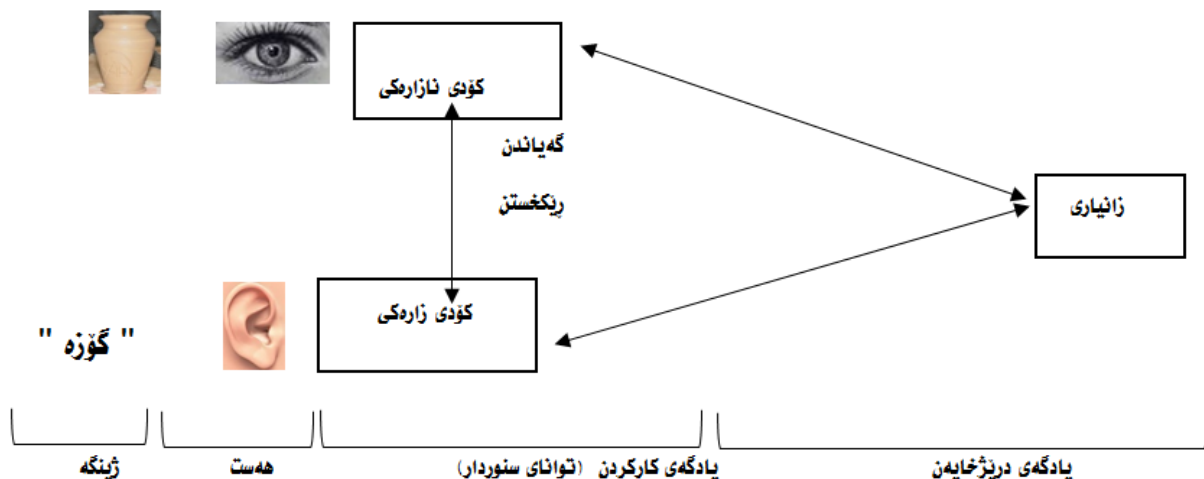 کۆدی نازارەکی
گەیاندن
ڕێکخستن
زانیاری
کۆدی زارەکی
" گۆزە "
ژینگە
هەست
یادگەی کارکردن (توانای سنوردار)
یادگەی درێژخایەن